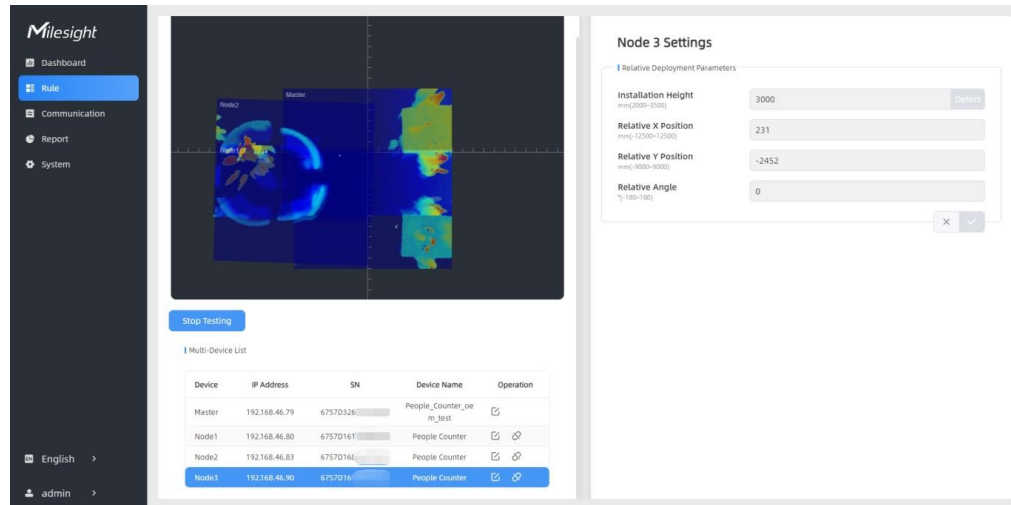 Milesight
Dashboard
Rule
Communication
Report
System
English >
admin >
Node2
Master
Stop Testing
Multi-Device List
Device IP Address SN Device Name Operation
Master 192.168.46.79 6757D326 People_Counter_oe
m_test
Node1 192.168.46.80 6757D161 People Counter
Node2 192.168.46.83 6757D16 People Counter
Node3 192.168.46.90 6757D16 People Counter
Node 3 Settings
Relative Deployment Parameters
Installation Height
mm(2000~3500)
3000 Detect
Relative X Position
mm(-12500~12500)
231
Relative Y Position
mm(-9000~9000)
-2452
Relative Angle
°(-180~180)
0